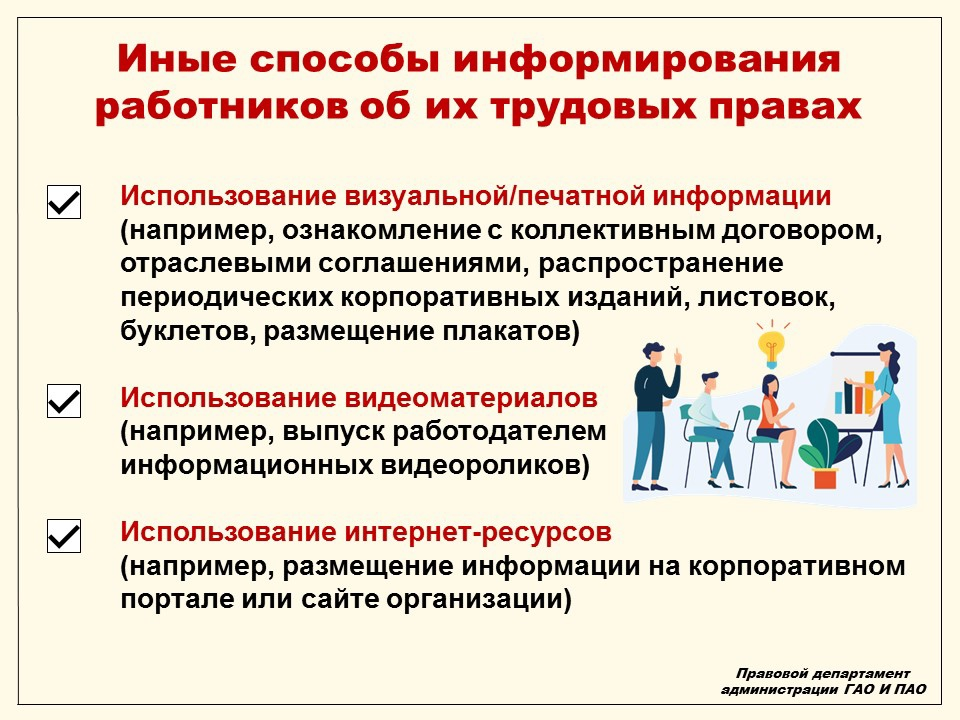 Иные способы информирования
работников об их трудовых правах
Использование визуальной/печатной информации
(например, ознакомление с коллективным договором,
отраслевыми соглашениями, распространение
периодических корпоративных изданий, листовок,
буклетов, размещение плакатов)
Использование видеоматериалов
(например, выпуск работодателем
информационных видеороликов)
Использование интернет-ресурсов
(например, размещение информации на корпоративном
портале или сайте организации)
Правовой департамент
администрации ГАО И ПАО